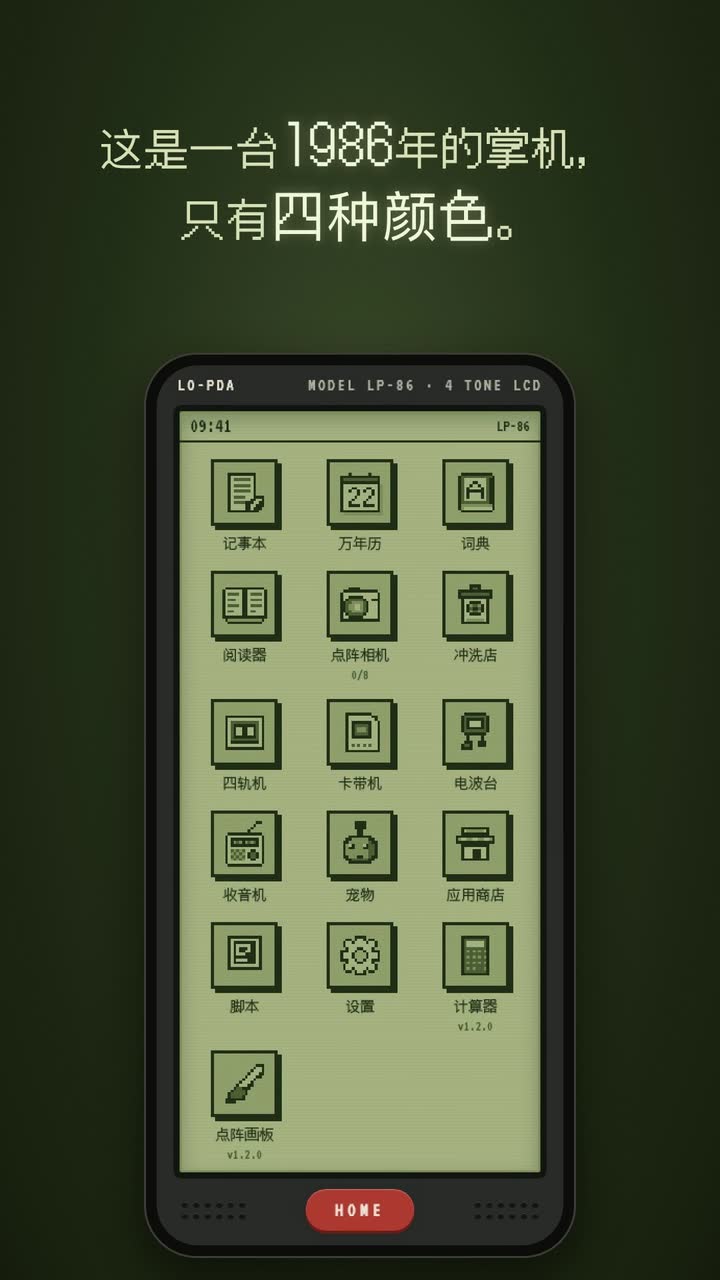 这是一台1986年的掌机,
只有四种颜色。
LO-PDA MODEL LP-86 · 4 TONE LCD
09:41 LP-86
22 A
记事本 万年历 词典
阅读器 点阵相机 冲洗店
0/8
四轨机 卡带机 电波台
收音机 宠物 应用商店
脚本 设置 计算器
v1.2.0
点阵画板
v1.2.0
HOME